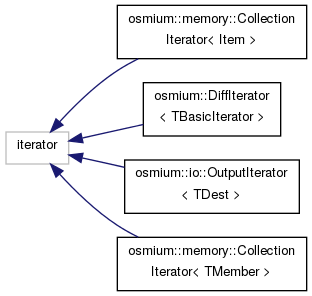 osmium::memory::Collection
Iterator< Item >
osmium::DiffIterator
< TBasicIterator >
iterator
osmium::io::OutputIterator
< TDest >
osmium::memory::Collection
Iterator< TMember >